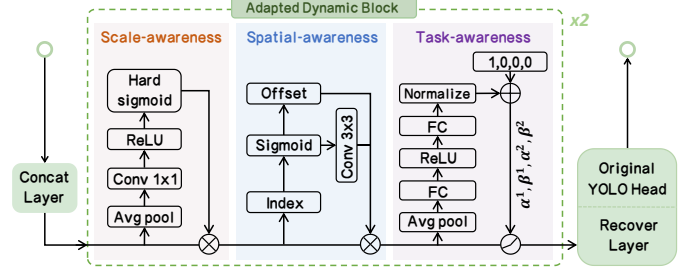 Adapted Dynamic Block
x2
Scale-awareness
Hard
sigmoid
ReLU
Conv 1x1
Avg pool
Spatial-awareness
Offset
Sigmoid
Conv 3x3
Index
Task-awareness
1,0,0,0
Normalize
FC
ReLU
FC
Avg pool
α¹, β¹, α², β²
Concat
Layer
Original
YOLO Head
Recover
Layer